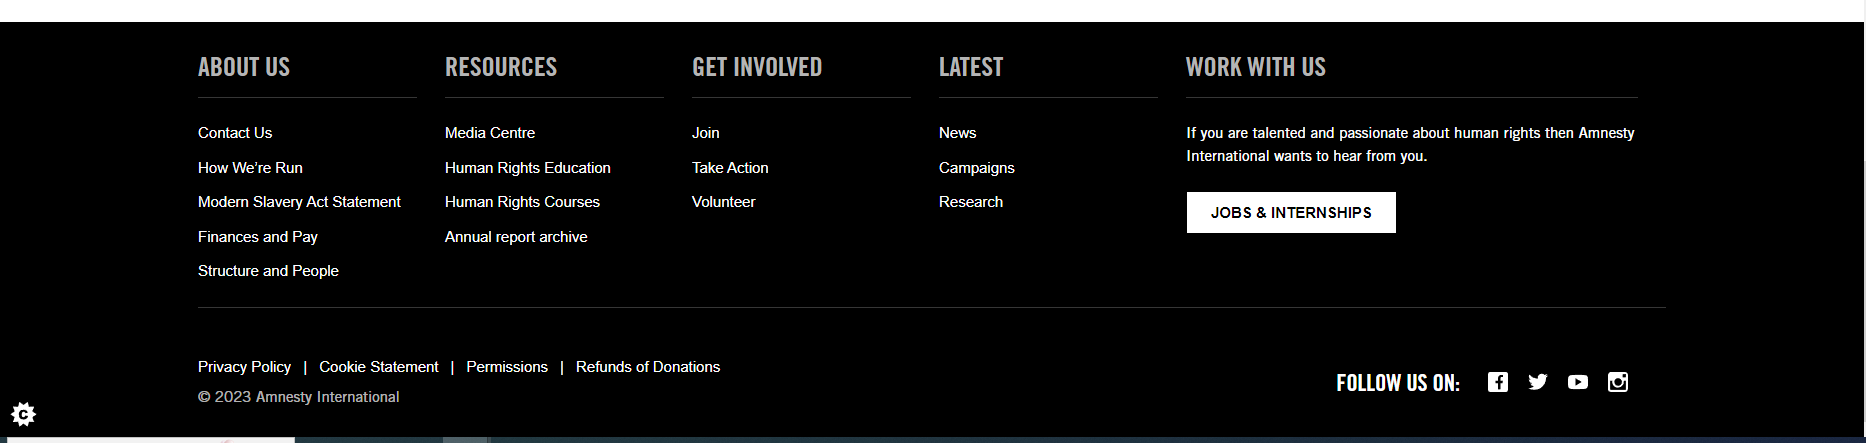 ABOUT US
Contact Us
How We’re Run
Modern Slavery Act Statement
Finances and Pay
Structure and People
RESOURCES
Media Centre
Human Rights Education
Human Rights Courses
Annual report archive
GET INVOLVED
Join
Take Action
Volunteer
LATEST
News
Campaigns
Research
WORK WITH US
If you are talented and passionate about human rights then Amnesty
International wants to hear from you.
JOBS & INTERNSHIPS
Privacy Policy | Cookie Statement | Permissions | Refunds of Donations
© 2023 Amnesty International
FOLLOW US ON:
C